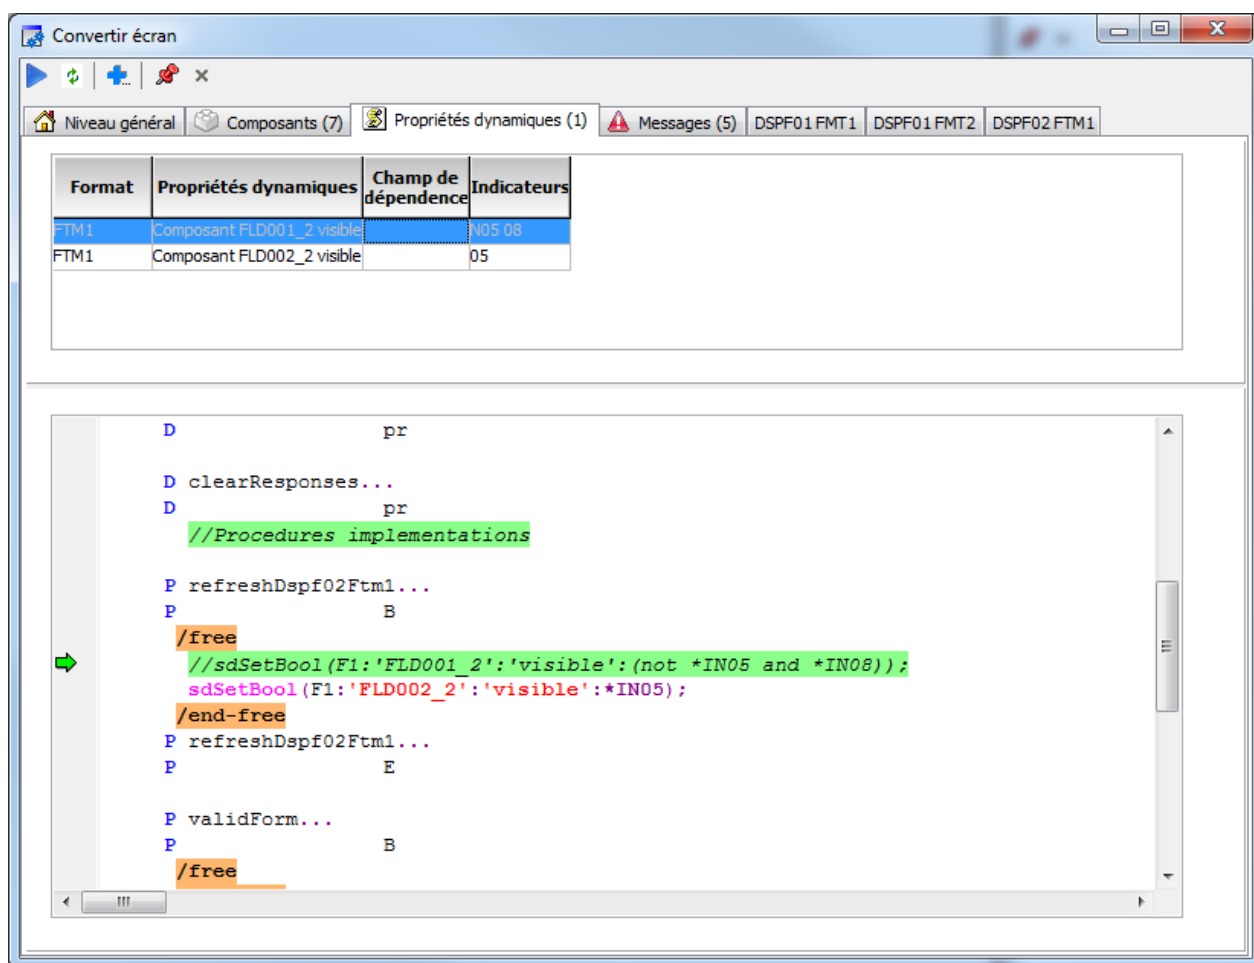 Convertir écran
Niveau général Composants (7) Propriétés dynamiques (1) Messages (5) DSPF01 FMT1 DSPF01 FMT2 DSPF02 FTM1
Format Propriétés dynamiques Champ de dépendence Indicateurs
FTM1 Composant FLD001_2 visible N05 08
FTM1 Composant FLD002_2 visible 05
D pr
D clearResponses...
D pr
//Procedures implementations
P refreshDspf02Ftm1...
P B
/free
//sdSetBool(F1:'FLD001_2':'visible':(not *IN05 and *IN08));
sdSetBool(F1:'FLD002_2':'visible':*IN05);
/end-free
P refreshDspf02Ftm1...
P E
P validForm...
P B
/free